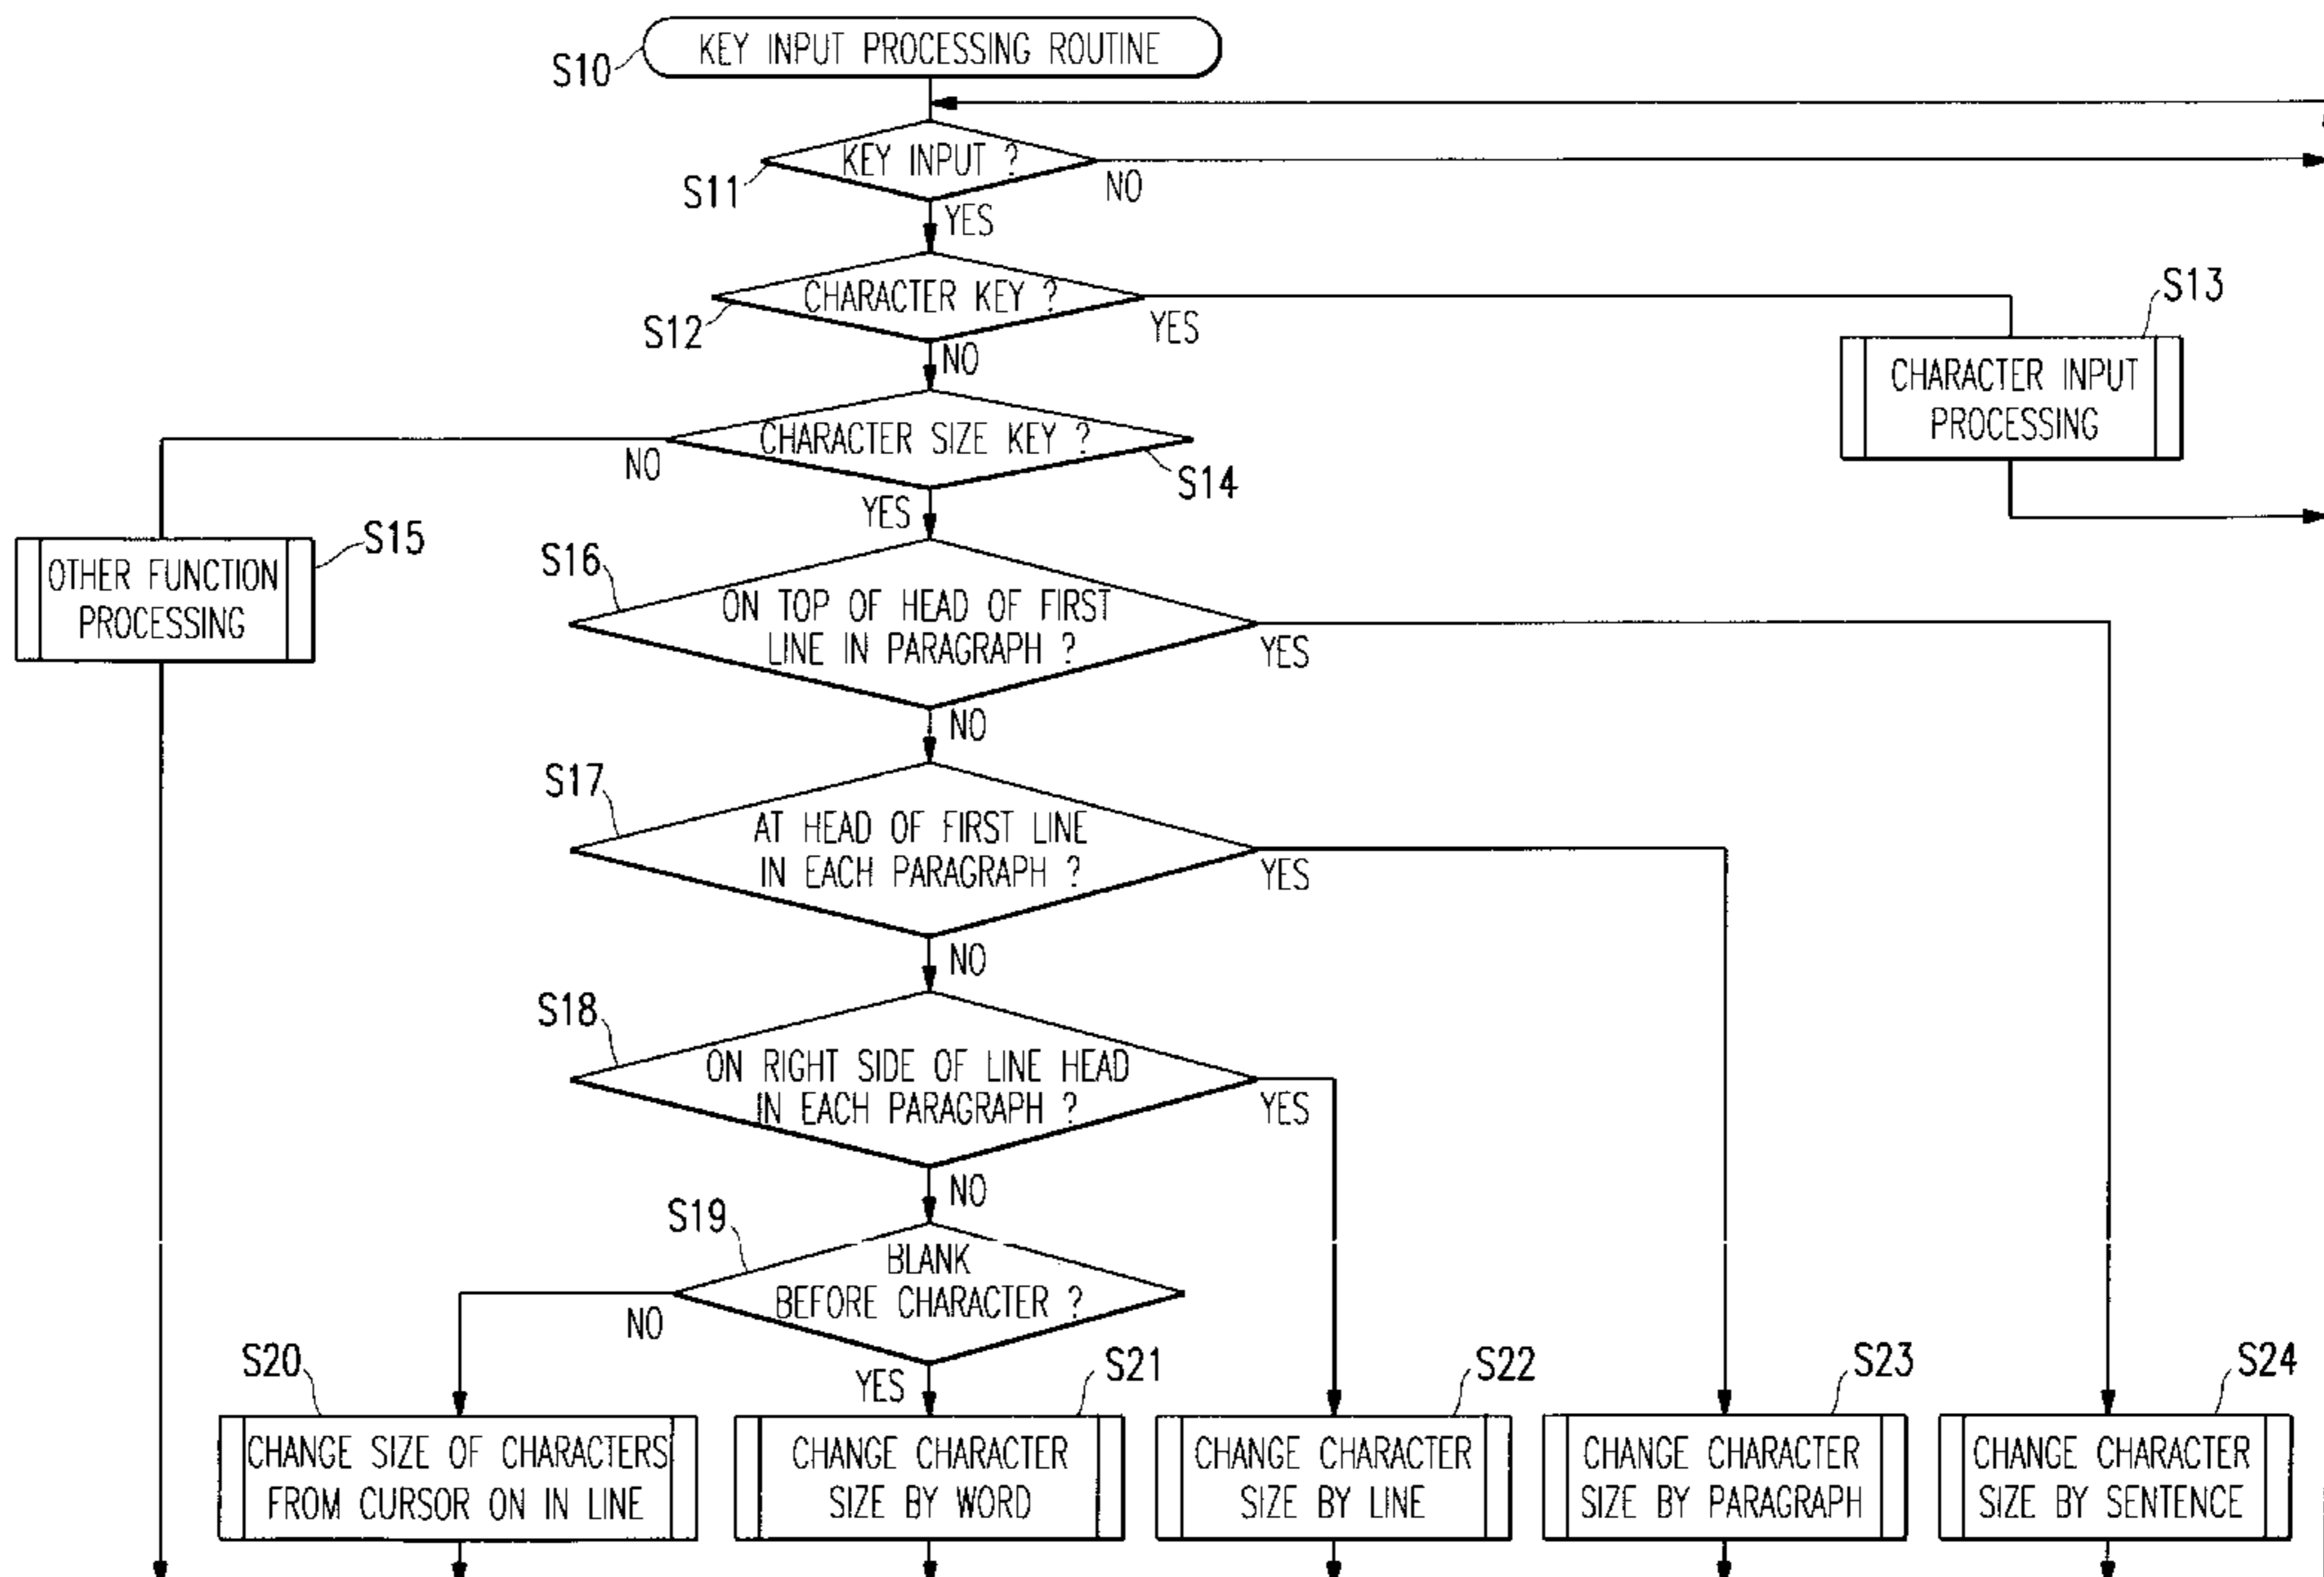 KEY INPUT PROCESSING ROUTINE
S10
KEY INPUT ?
S11
NO
YES
CHARACTER KEY ?
S12
YES
NO
S13
CHARACTER INPUT
PROCESSING
CHARACTER SIZE KEY ?
NO
S14
YES
S15
OTHER FUNCTION
PROCESSING
S16
ON TOP OF HEAD OF FIRST
LINE IN PARAGRAPH ?
YES
NO
S17
AT HEAD OF FIRST LINE
IN EACH PARAGRAPH ?
YES
NO
S18
ON RIGHT SIDE OF LINE HEAD
IN EACH PARAGRAPH ?
YES
NO
S19
BLANK
BEFORE CHARACTER ?
NO
YES
S20
CHANGE SIZE OF CHARACTERS
FROM CURSOR ON IN LINE
S21
CHANGE CHARACTER
SIZE BY WORD
S22
CHANGE CHARACTER
SIZE BY LINE
S23
CHANGE CHARACTER
SIZE BY PARAGRAPH
S24
CHANGE CHARACTER
SIZE BY SENTENCE